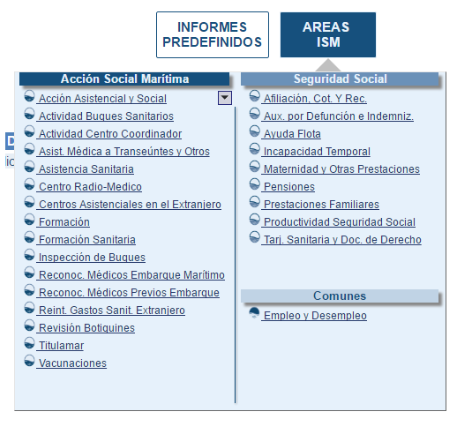 INFORMES
PREDEFINIDOS
AREAS
ISM
Acción Social Marítima
Acción Asistencial y Social
Actividad Buques Sanitarios
Actividad Centro Coordinador
Asist. Médica a Transeúntes y Otros
Asistencia Sanitaria
Centro Radio-Medico
Centros Asistenciales en el Extranjero
Formación
Formación Sanitaria
Inspección de Buques
Reconoc. Médicos Embarque Marítimo
Reconoc. Médicos Previos Embarque
Reint. Gastos Sanit. Extranjero
Revisión Botiquines
Titulamar
Vacunaciones
Seguridad Social
Afiliación, Cot. Y Rec.
Aux. por Defunción e Indemniz.
Ayuda Flota
Incapacidad Temporal
Maternidad y Otras Prestaciones
Pensiones
Prestaciones Familiares
Productividad Seguridad Social
Tarj. Sanitaria y Doc. de Derecho
Comunes
Empleo y Desempleo